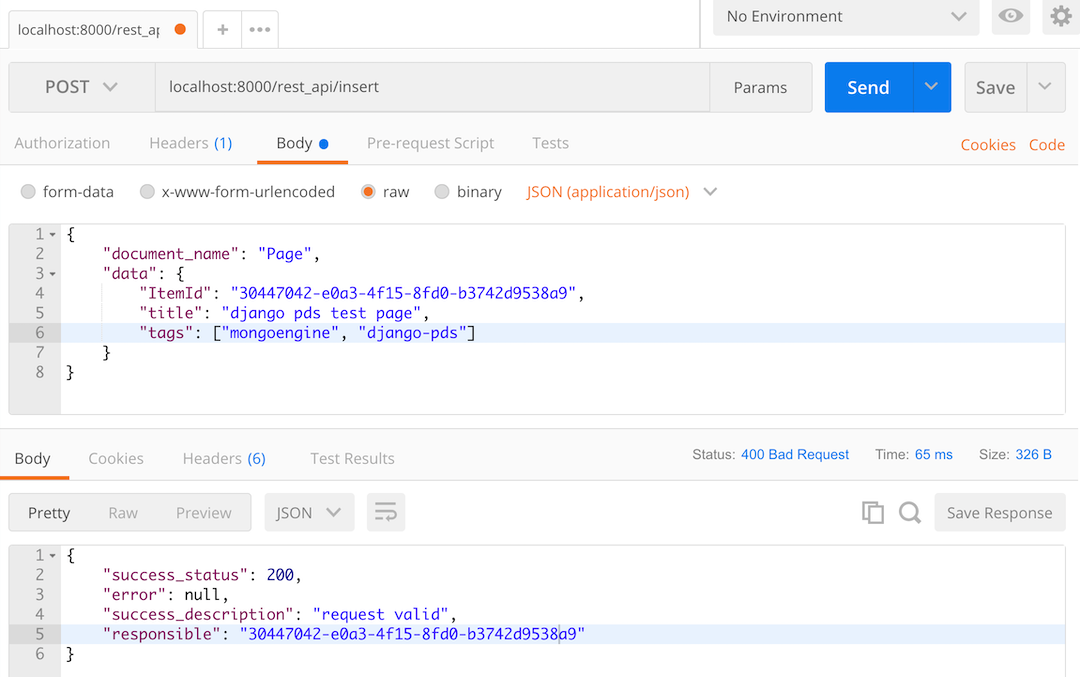 localhost:8000/rest_ap
+
•••
No Environment
POST
localhost:8000/rest_api/insert
Params
Send
Save
Authorization
Headers (1)
Body
Pre-request Script
Tests
Cookies
Code
form-data
x-www-form-urlencoded
raw
binary
JSON (application/json)
1 {
2 "document_name": "Page",
3 "data": {
4 "ItemId": "30447042-e0a3-4f15-8fd0-b3742d9538a9",
5 "title": "django pds test page",
6 "tags": ["mongoengine", "django-pds"]
7 }
8 }
Body
Cookies
Headers (6)
Test Results
Status: 400 Bad Request
Time: 65 ms
Size: 326 B
Pretty
Raw
Preview
JSON
Save Response
1 {
2 "success_status": 200,
3 "error": null,
4 "success_description": "request valid",
5 "responsible": "30447042-e0a3-4f15-8fd0-b3742d9538a9"
6 }